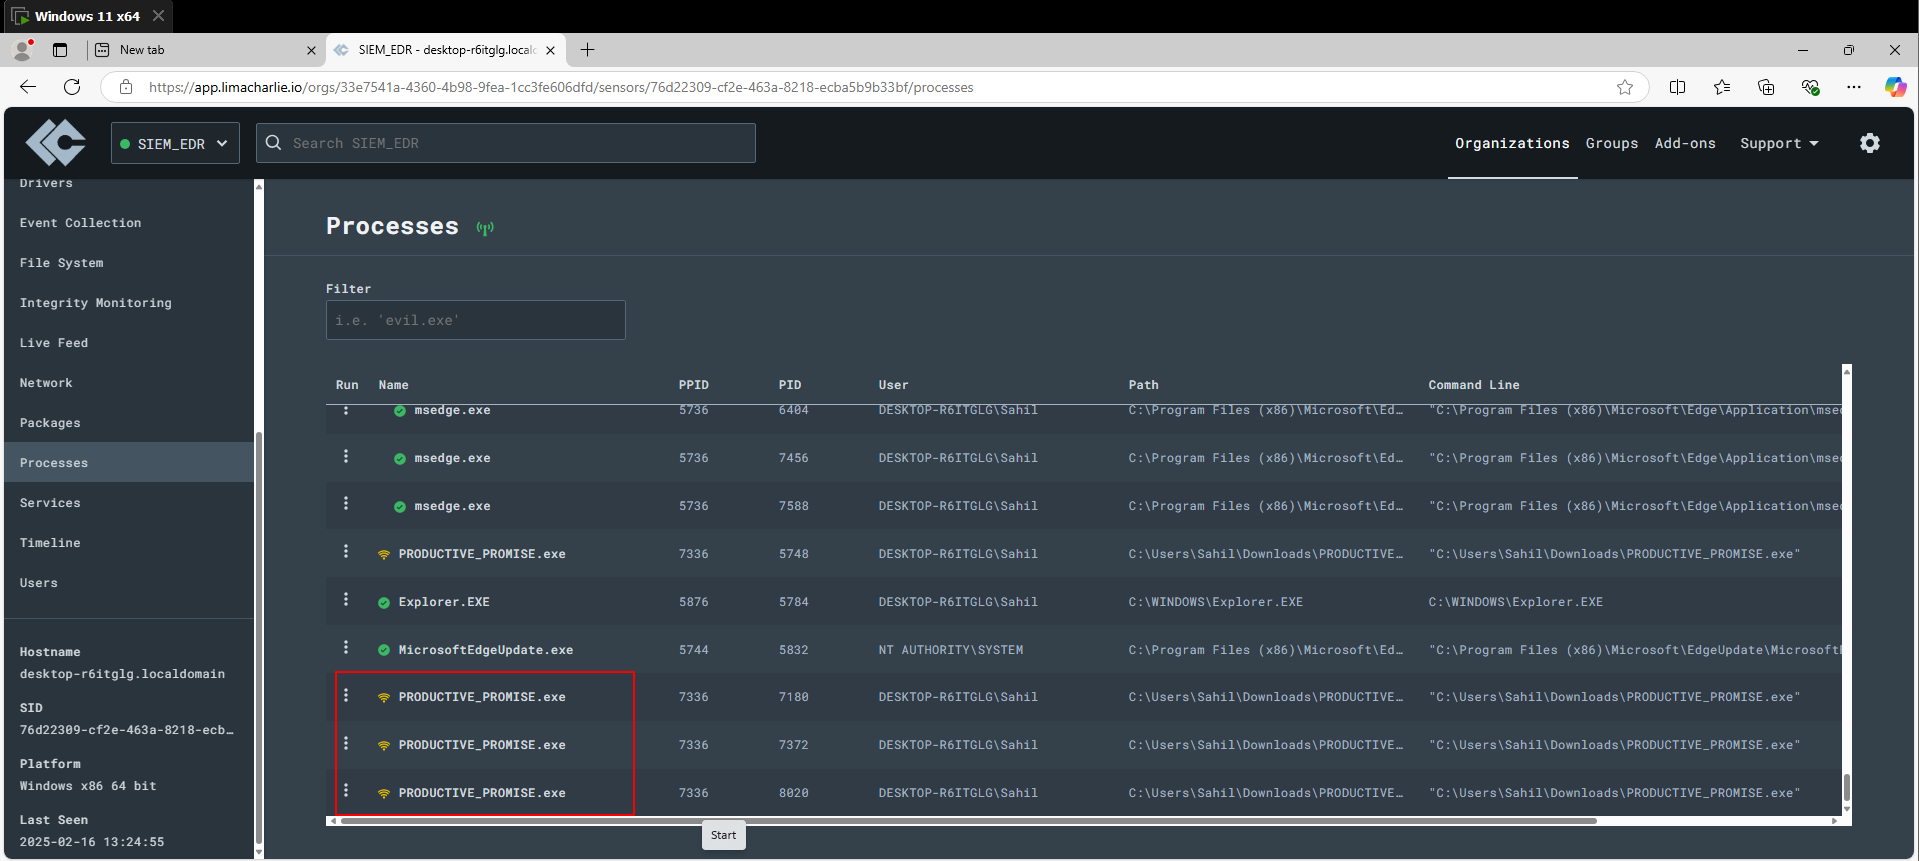 Windows 11 x64
New tab
SIEM_EDR - desktop-r6itglg.localc
https://app.limacharlie.io/orgs/33e7541a-4360-4b98-9fea-1cc3fe606dfd/sensors/76d22309-cf2e-463a-8218-ecba5b9b33bf/processes
SIEM_EDR
Search SIEM_EDR
Organizations Groups Add-ons Support
Drivers
Event Collection
File System
Integrity Monitoring
Live Feed
Network
Packages
Processes
Services
Timeline
Users
Hostname
desktop-r6itglg.localdomain
SID
76d22309-cf2e-463a-8218-ecb…
Platform
Windows x86 64 bit
Last Seen
2025-02-16 13:24:55
Processes
Filter
i.e. 'evil.exe'
Run Name PPID PID User Path Command Line
msedge.exe 5736 6404 DESKTOP-R6ITGLG\Sahil C:\Program Files (x86)\Microsoft\Ed… "C:\Program Files (x86)\Microsoft\Edge\Application\msed
msedge.exe 5736 7456 DESKTOP-R6ITGLG\Sahil C:\Program Files (x86)\Microsoft\Ed… "C:\Program Files (x86)\Microsoft\Edge\Application\msed
msedge.exe 5736 7588 DESKTOP-R6ITGLG\Sahil C:\Program Files (x86)\Microsoft\Ed… "C:\Program Files (x86)\Microsoft\Edge\Application\msed
PRODUCTIVE_PROMISE.exe 7336 5748 DESKTOP-R6ITGLG\Sahil C:\Users\Sahil\Downloads\PRODUCTIVE… "C:\Users\Sahil\Downloads\PRODUCTIVE_PROMISE.exe"
Explorer.EXE 5876 5784 DESKTOP-R6ITGLG\Sahil C:\WINDOWS\Explorer.EXE C:\WINDOWS\Explorer.EXE
MicrosoftEdgeUpdate.exe 5744 5832 NT AUTHORITY\SYSTEM C:\Program Files (x86)\Microsoft\Ed… "C:\Program Files (x86)\Microsoft\EdgeUpdate\Microsoft
PRODUCTIVE_PROMISE.exe 7336 7180 DESKTOP-R6ITGLG\Sahil C:\Users\Sahil\Downloads\PRODUCTIVE… "C:\Users\Sahil\Downloads\PRODUCTIVE_PROMISE.exe"
PRODUCTIVE_PROMISE.exe 7336 7372 DESKTOP-R6ITGLG\Sahil C:\Users\Sahil\Downloads\PRODUCTIVE… "C:\Users\Sahil\Downloads\PRODUCTIVE_PROMISE.exe"
PRODUCTIVE_PROMISE.exe 7336 8020 DESKTOP-R6ITGLG\Sahil C:\Users\Sahil\Downloads\PRODUCTIVE… "C:\Users\Sahil\Downloads\PRODUCTIVE_PROMISE.exe"
Start